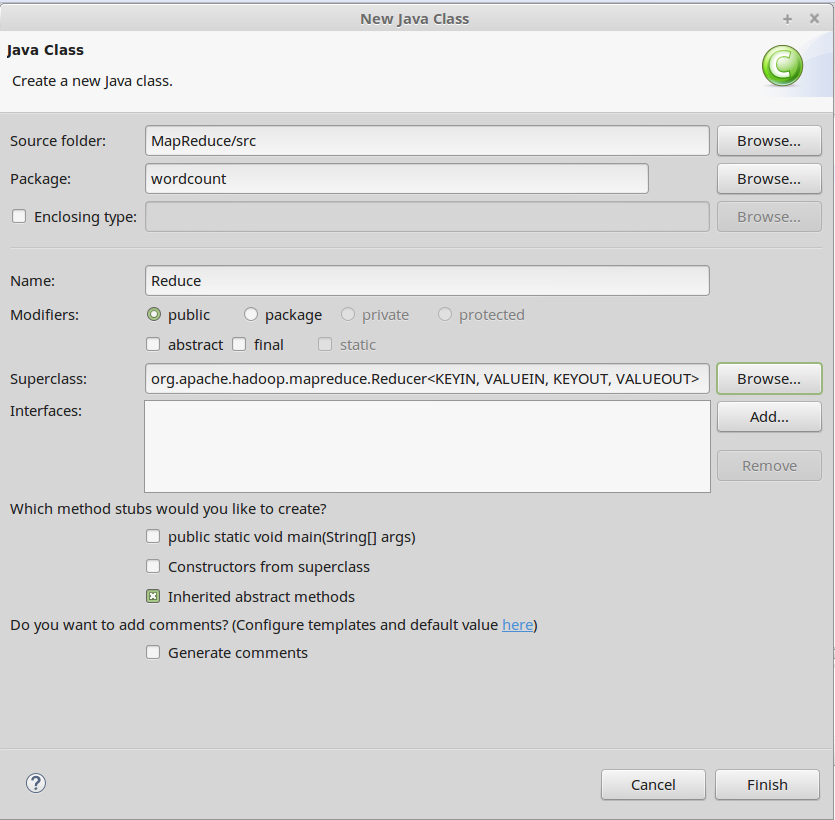 New Java Class
Java Class
Create a new Java class.
Source folder: MapReduce/src Browse...
Package: wordcount Browse...
Enclosing type: Browse...
Name: Reduce
Modifiers: public package private protected
abstract final static
Superclass: org.apache.hadoop.mapreduce.Reducer<KEYIN, VALUEIN, KEYOUT, VALUEOUT> Browse...
Interfaces: Add...
Remove
Which method stubs would you like to create?
public static void main(String[] args)
Constructors from superclass
Inherited abstract methods
Do you want to add comments? (Configure templates and default value here)
Generate comments
? Cancel Finish